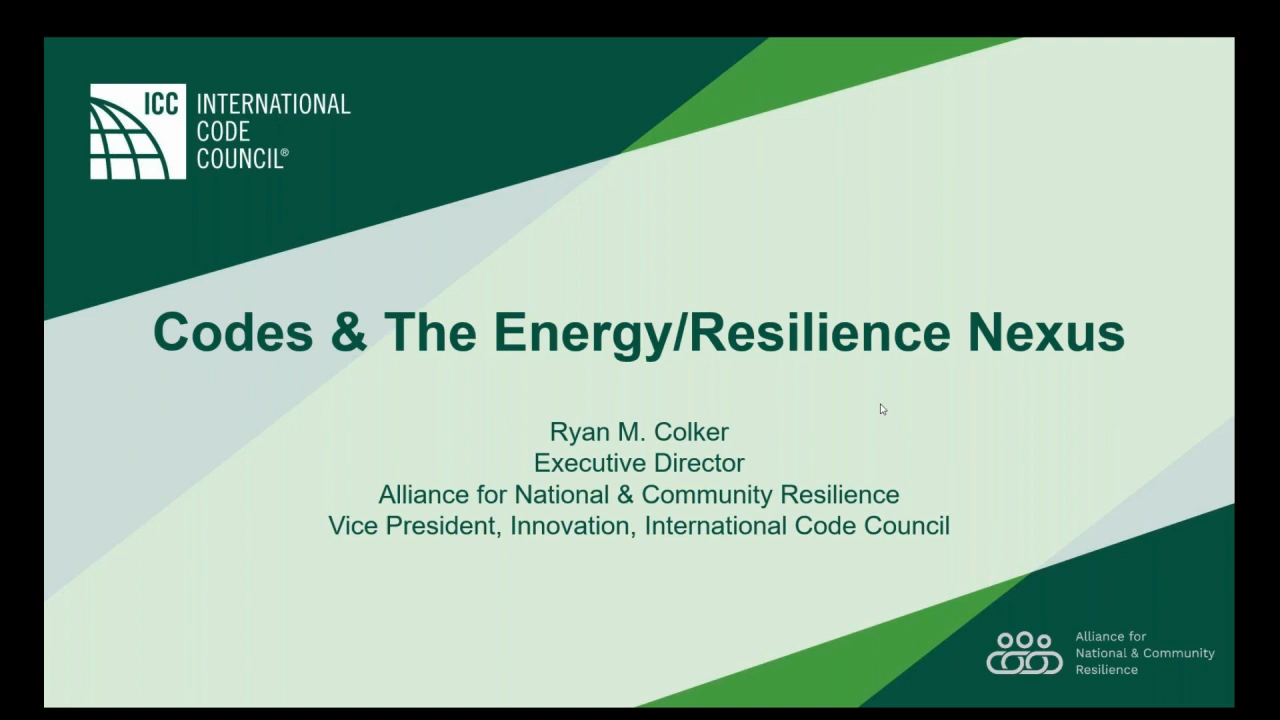 ICC
INTERNATIONAL
CODE
COUNCIL®
Codes & The Energy/Resilience Nexus
Ryan M. Colker
Executive Director
Alliance for National & Community Resilience
Vice President, Innovation, International Code Council
Alliance for
National & Community
Resilience